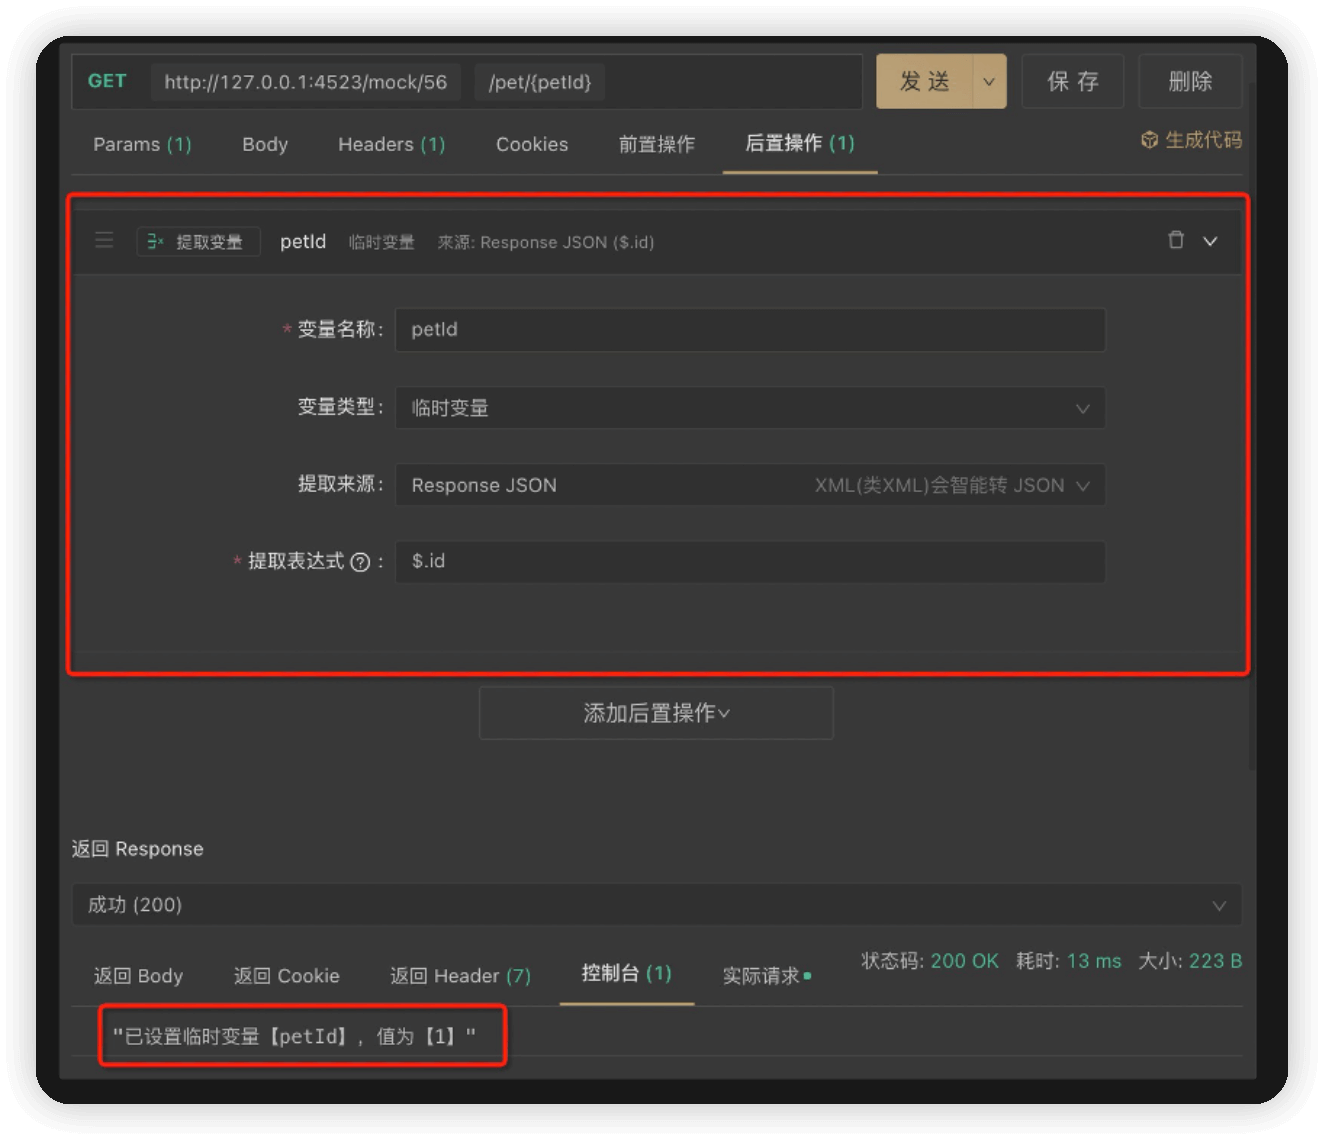 GET http://127.0.0.1:4523/mock/56 /pet/{petId} 发 送 保 存 删除
Params (1) Body Headers (1) Cookies 前置操作 后置操作 (1) 生成代码
提取变量 petId 临时变量 来源: Response JSON ($.id)
* 变量名称: petId
变量类型: 临时变量
提取来源: Response JSON XML(类XML)会智能转 JSON
* 提取表达式 ? : $.id
添加后置操作
返回 Response
成功 (200)
返回 Body 返回 Cookie 返回 Header (7) 控制台 (1) 实际请求 状态码: 200 OK 耗时: 13 ms 大小: 223 B
"已设置临时变量【petId】, 值为【1】"